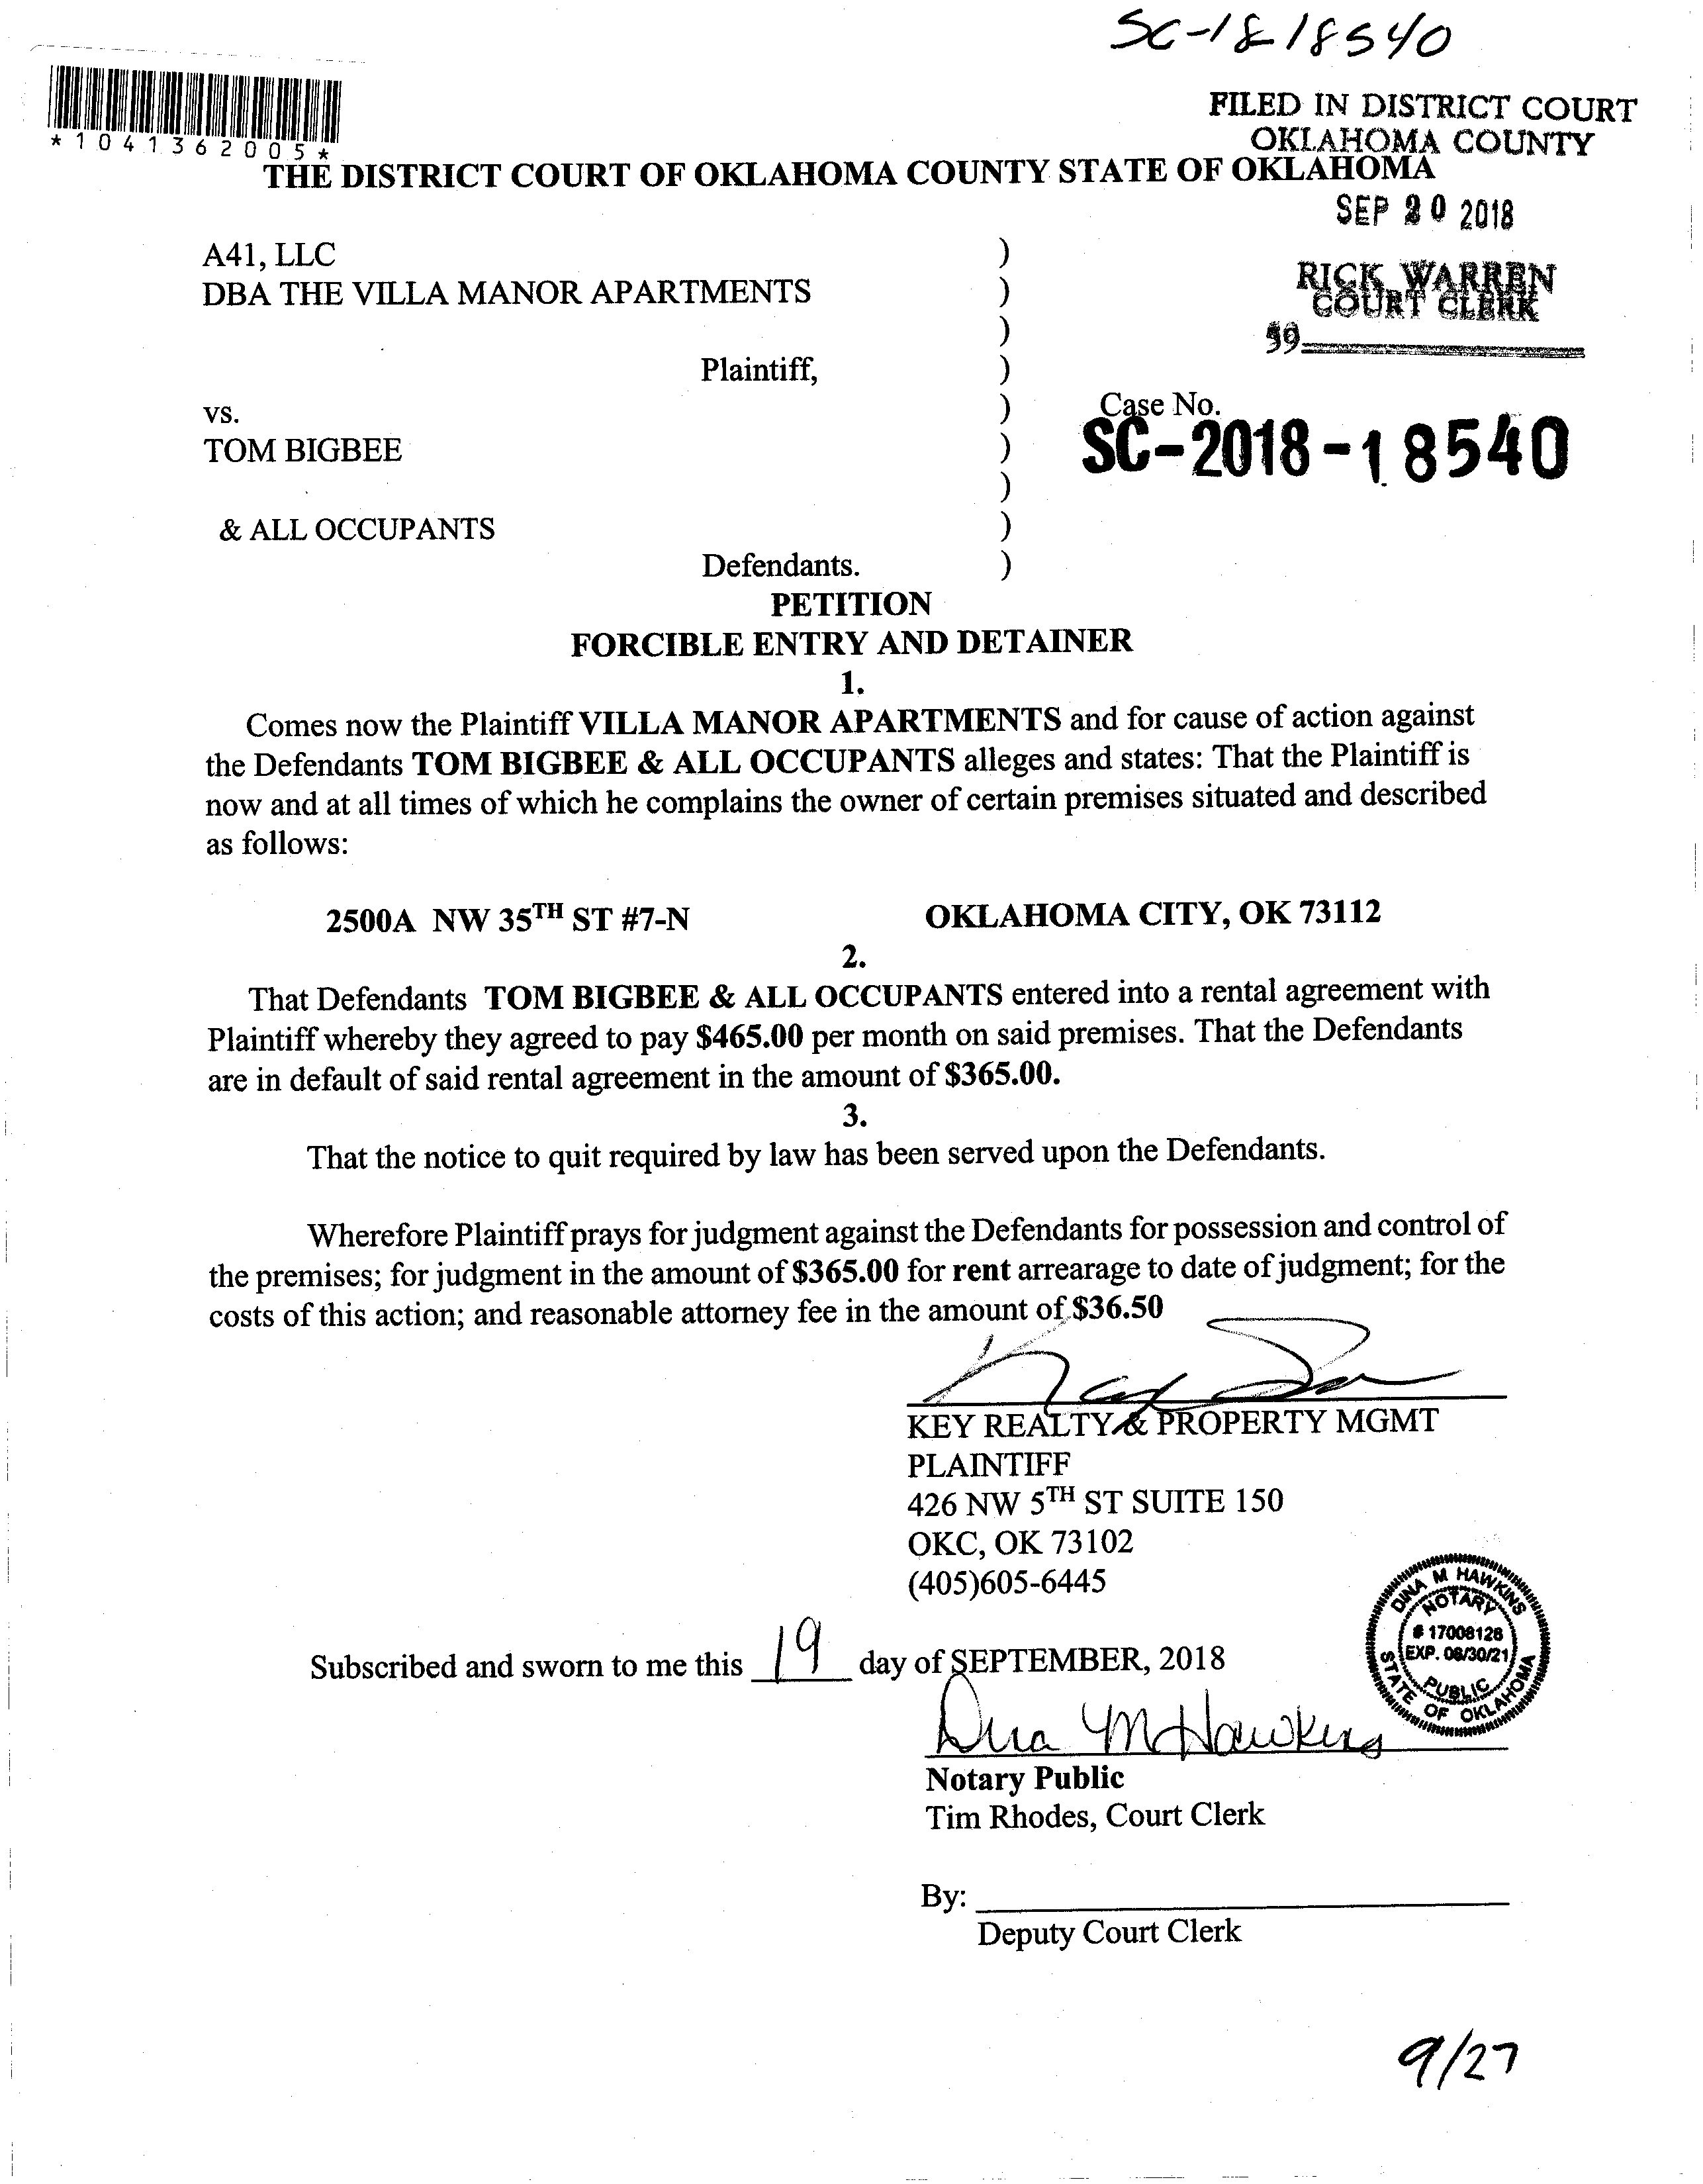 SC-18-18540
*1041362005*
FILED IN DISTRICT COURT
OKLAHOMA COUNTY
THE DISTRICT COURT OF OKLAHOMA COUNTY STATE OF OKLAHOMA
SEP 20 2018
A41, LLC )
DBA THE VILLA MANOR APARTMENTS )
RICK WARREN
COURT CLERK
)
59
Plaintiff, )
vs. )
Case No.
TOM BIGBEE )
SC-2018-18540
)
& ALL OCCUPANTS )
Defendants. )
PETITION
FORCIBLE ENTRY AND DETAINER
1.
Comes now the Plaintiff VILLA MANOR APARTMENTS and for cause of action against
the Defendants TOM BIGBEE & ALL OCCUPANTS alleges and states: That the Plaintiff is
now and at all times of which he complains the owner of certain premises situated and described
as follows:
2500A NW 35TH ST #7-N OKLAHOMA CITY, OK 73112
2.
That Defendants TOM BIGBEE & ALL OCCUPANTS entered into a rental agreement with
Plaintiff whereby they agreed to pay $465.00 per month on said premises. That the Defendants
are in default of said rental agreement in the amount of $365.00.
3.
That the notice to quit required by law has been served upon the Defendants.
Wherefore Plaintiff prays for judgment against the Defendants for possession and control of
the premises; for judgment in the amount of $365.00 for rent arrearage to date of judgment; for the
costs of this action; and reasonable attorney fee in the amount of $36.50
KEY REALTY & PROPERTY MGMT
PLAINTIFF
426 NW 5TH ST SUITE 150
OKC, OK 73102
(405)605-6445
DINA M HAWKINS
NOTARY
# 17008126
EXP. 08/30/21
PUBLIC
STATE OF OKLAHOMA
Subscribed and sworn to me this 19 day of SEPTEMBER, 2018
Dina M Hawkins
Notary Public
Tim Rhodes, Court Clerk
By:
Deputy Court Clerk
9/27